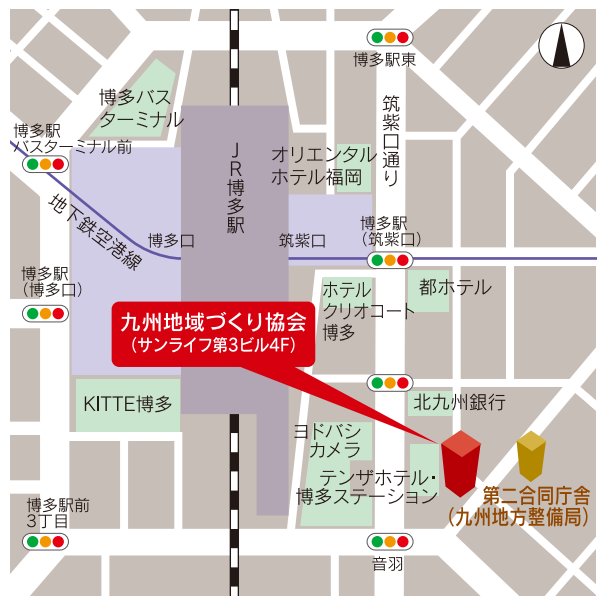 博多駅東
博多バス
ターミナル
筑紫口通り
博多駅
バスターミナル前
JR博多駅
オリエンタル
ホテル福岡
地下鉄空港線
博多口
筑紫口
博多駅
（筑紫口）
博多駅
（博多口）
ホテル
クリオコート
博多
都ホテル
九州地域づくり協会
（サンライフ第3ビル4F）
KITTE博多
北九州銀行
ヨドバシ
カメラ
テンザホテル・
博多ステーション
第二合同庁舎
（九州地方整備局）
博多駅前
3丁目
音羽